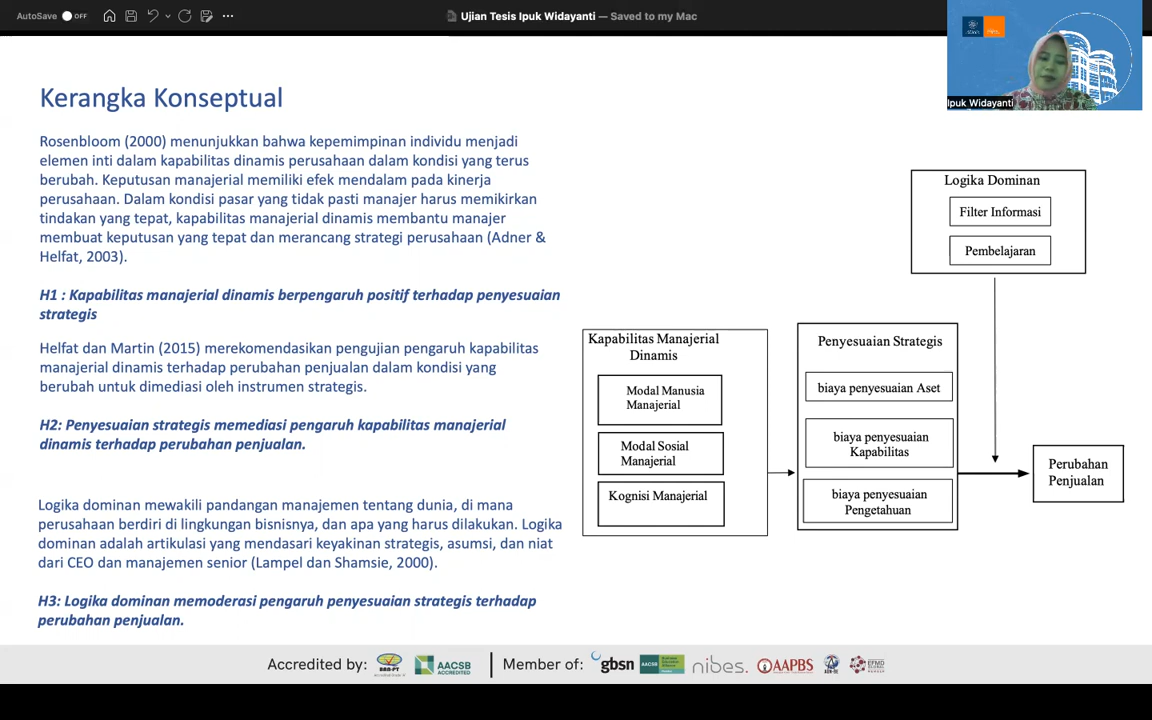 AutoSave OFF
Ujian Tesis Ipuk Widayanti — Saved to my Mac
Ipuk Widayanti
Kerangka Konseptual
Rosenbloom (2000) menunjukkan bahwa kepemimpinan individu menjadi
elemen inti dalam kapabilitas dinamis perusahaan dalam kondisi yang terus
berubah. Keputusan manajerial memiliki efek mendalam pada kinerja
perusahaan. Dalam kondisi pasar yang tidak pasti manajer harus memikirkan
tindakan yang tepat, kapabilitas manajerial dinamis membantu manajer
membuat keputusan yang tepat dan merancang strategi perusahaan (Adner &
Helfat, 2003).
H1 : Kapabilitas manajerial dinamis berpengaruh positif terhadap penyesuaian
strategis
Helfat dan Martin (2015) merekomendasikan pengujian pengaruh kapabilitas
manajerial dinamis terhadap perubahan penjualan dalam kondisi yang
berubah untuk dimediasi oleh instrumen strategis.
H2: Penyesuaian strategis memediasi pengaruh kapabilitas manajerial
dinamis terhadap perubahan penjualan.
Logika dominan mewakili pandangan manajemen tentang dunia, di mana
perusahaan berdiri di lingkungan bisnisnya, dan apa yang harus dilakukan. Logika
dominan adalah artikulasi yang mendasari keyakinan strategis, asumsi, dan niat
dari CEO dan manajemen senior (Lampel dan Shamsie, 2000).
H3: Logika dominan memoderasi pengaruh penyesuaian strategis terhadap
perubahan penjualan.
Logika Dominan
Filter Informasi
Pembelajaran
Kapabilitas Manajerial
Dinamis
Modal Manusia
Manajerial
Modal Sosial
Manajerial
Kognisi Manajerial
Penyesuaian Strategis
biaya penyesuaian Aset
biaya penyesuaian
Kapabilitas
biaya penyesuaian
Pengetahuan
Perubahan
Penjualan
Accredited by: BAN-PT AACSB ACCREDITED Member of: gbsn AACSB nibes. AAPBS EFMD GLOBAL